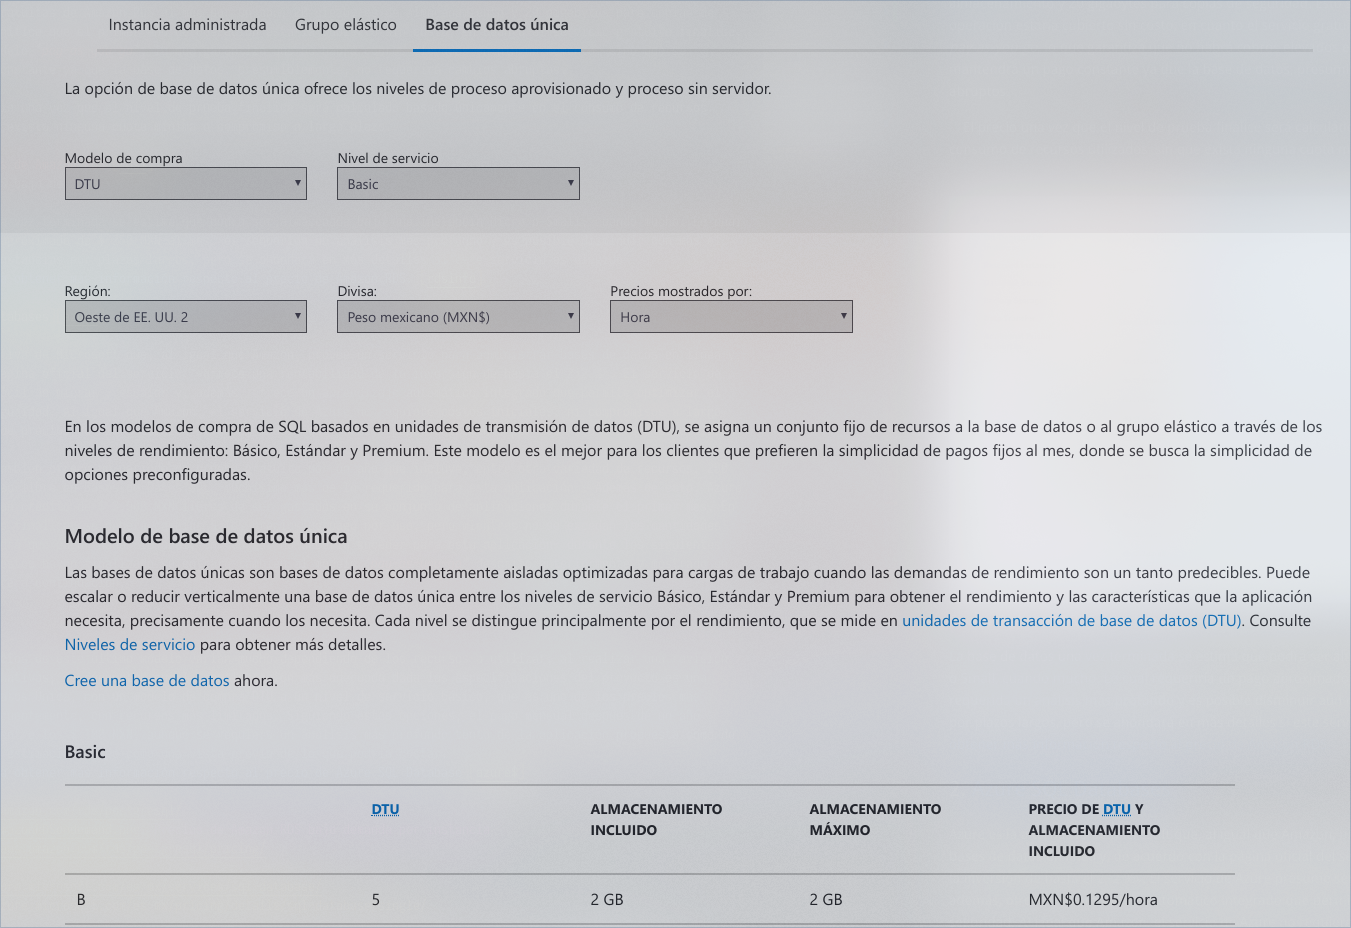 Instancia administrada Grupo elástico Base de datos única
La opción de base de datos única ofrece los niveles de proceso aprovisionado y proceso sin servidor.
Modelo de compra Nivel de servicio
DTU Basic
Región: Divisa: Precios mostrados por:
Oeste de EE. UU. 2 Peso mexicano (MXN$) Hora
En los modelos de compra de SQL basados en unidades de transmisión de datos (DTU), se asigna un conjunto fijo de recursos a la base de datos o al grupo elástico a través de los
niveles de rendimiento: Básico, Estándar y Premium. Este modelo es el mejor para los clientes que prefieren la simplicidad de pagos fijos al mes, donde se busca la simplicidad de
opciones preconfiguradas.
Modelo de base de datos única
Las bases de datos únicas son bases de datos completamente aisladas optimizadas para cargas de trabajo cuando las demandas de rendimiento son un tanto predecibles. Puede
escalar o reducir verticalmente una base de datos única entre los niveles de servicio Básico, Estándar y Premium para obtener el rendimiento y las características que la aplicación
necesita, precisamente cuando los necesita. Cada nivel se distingue principalmente por el rendimiento, que se mide en unidades de transacción de base de datos (DTU). Consulte
Niveles de servicio para obtener más detalles.
Cree una base de datos ahora.
Basic
DTU ALMACENAMIENTO ALMACENAMIENTO PRECIO DE DTU Y
INCLUIDO MÁXIMO ALMACENAMIENTO
INCLUIDO
B 5 2 GB 2 GB MXN$0.1295/hora